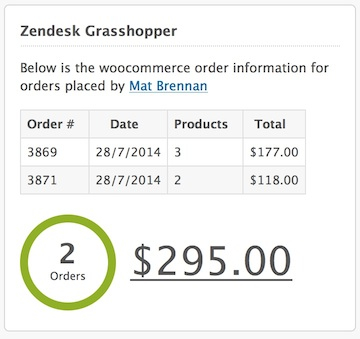 Zendesk Grasshopper
Below is the woocommerce order information for
orders placed by Mat Brennan
Order # Date Products Total
3869 28/7/2014 3 $177.00
3871 28/7/2014 2 $118.00
2
Orders
$295.00